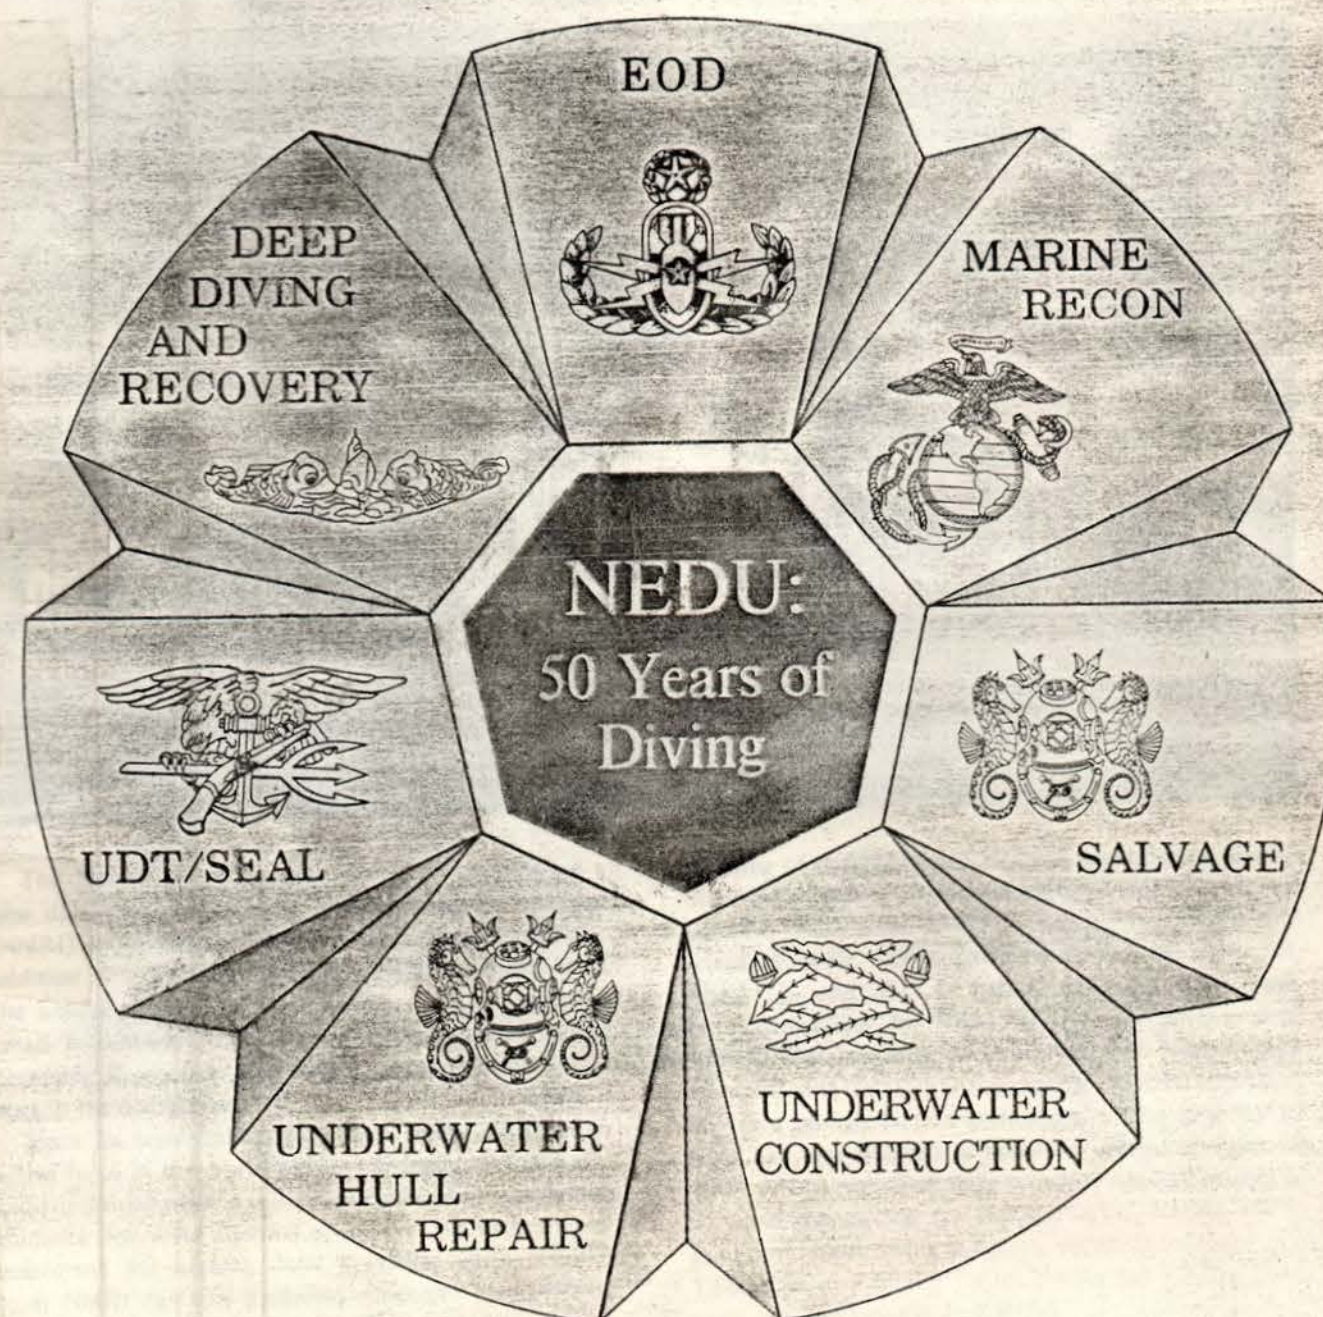 EOD
MARINE
RECON
SALVAGE
UNDERWATER
CONSTRUCTION
UNDERWATER
HULL
REPAIR
UDT/SEAL
DEEP
DIVING
AND
RECOVERY
NEDU:
50 Years of
Diving